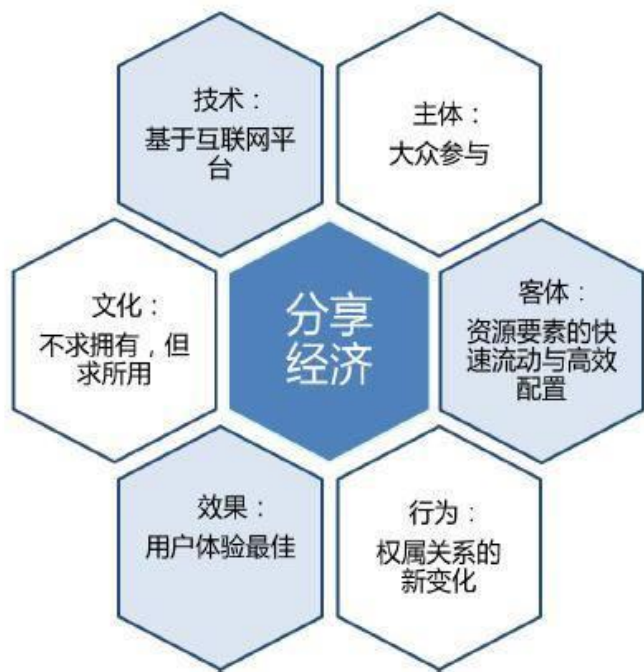 技术：
基于互联网平
台
主体：
大众参与
文化：
不求拥有，但
求所用
分享
经济
客体：
资源要素的快
速流动与高效
配置
效果：
用户体验最佳
行为：
权属关系的
新变化